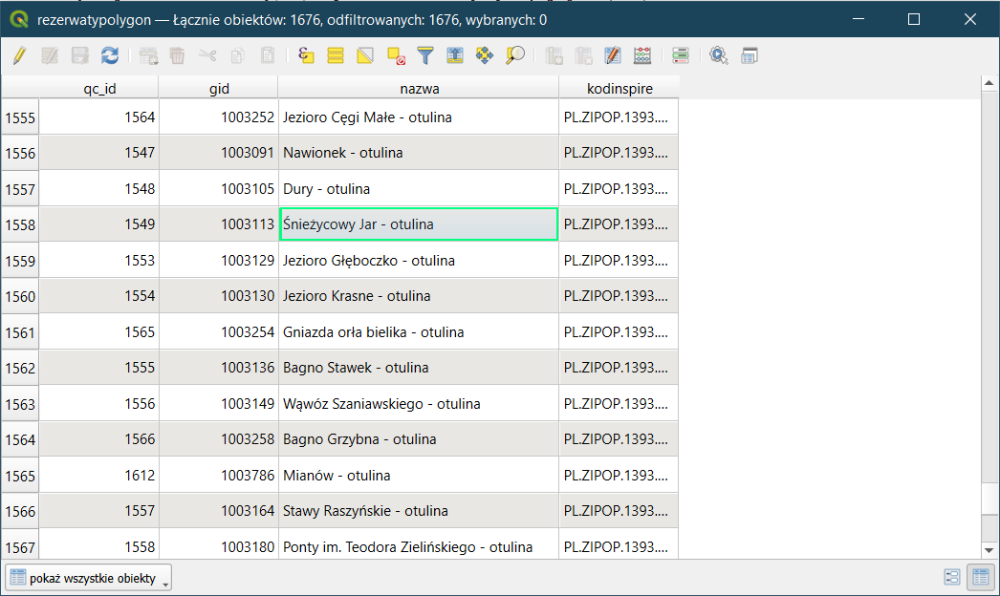 rezerwatypolygon — Łącznie obiektów: 1676, odfiltrowanych: 1676, wybranych: 0
qc_id gid nazwa kodinspire
1555 1564 1003252 Jezioro Cęgi Małe - otulina PL.ZIPOP.1393....
1556 1547 1003091 Nawionek - otulina PL.ZIPOP.1393....
1557 1548 1003105 Dury - otulina PL.ZIPOP.1393....
1558 1549 1003113 Śnieżycowy Jar - otulina PL.ZIPOP.1393....
1559 1553 1003129 Jezioro Głęboczko - otulina PL.ZIPOP.1393....
1560 1554 1003130 Jezioro Krasne - otulina PL.ZIPOP.1393....
1561 1565 1003254 Gniazda orła bielika - otulina PL.ZIPOP.1393....
1562 1555 1003136 Bagno Stawek - otulina PL.ZIPOP.1393....
1563 1556 1003149 Wąwóz Szaniawskiego - otulina PL.ZIPOP.1393....
1564 1566 1003258 Bagno Grzybna - otulina PL.ZIPOP.1393....
1565 1612 1003786 Mianów - otulina PL.ZIPOP.1393....
1566 1557 1003164 Stawy Raszyńskie - otulina PL.ZIPOP.1393....
1567 1558 1003180 Ponty im. Teodora Zielińskiego - otulina PL.ZIPOP.1393....
pokaż wszystkie obiekty